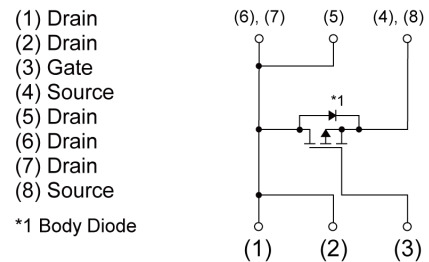 (1) Drain
(2) Drain
(3) Gate
(4) Source
(5) Drain
(6) Drain
(7) Drain
(8) Source
*1 Body Diode
(6), (7) (5) (4), (8)
*1
(1) (2) (3)